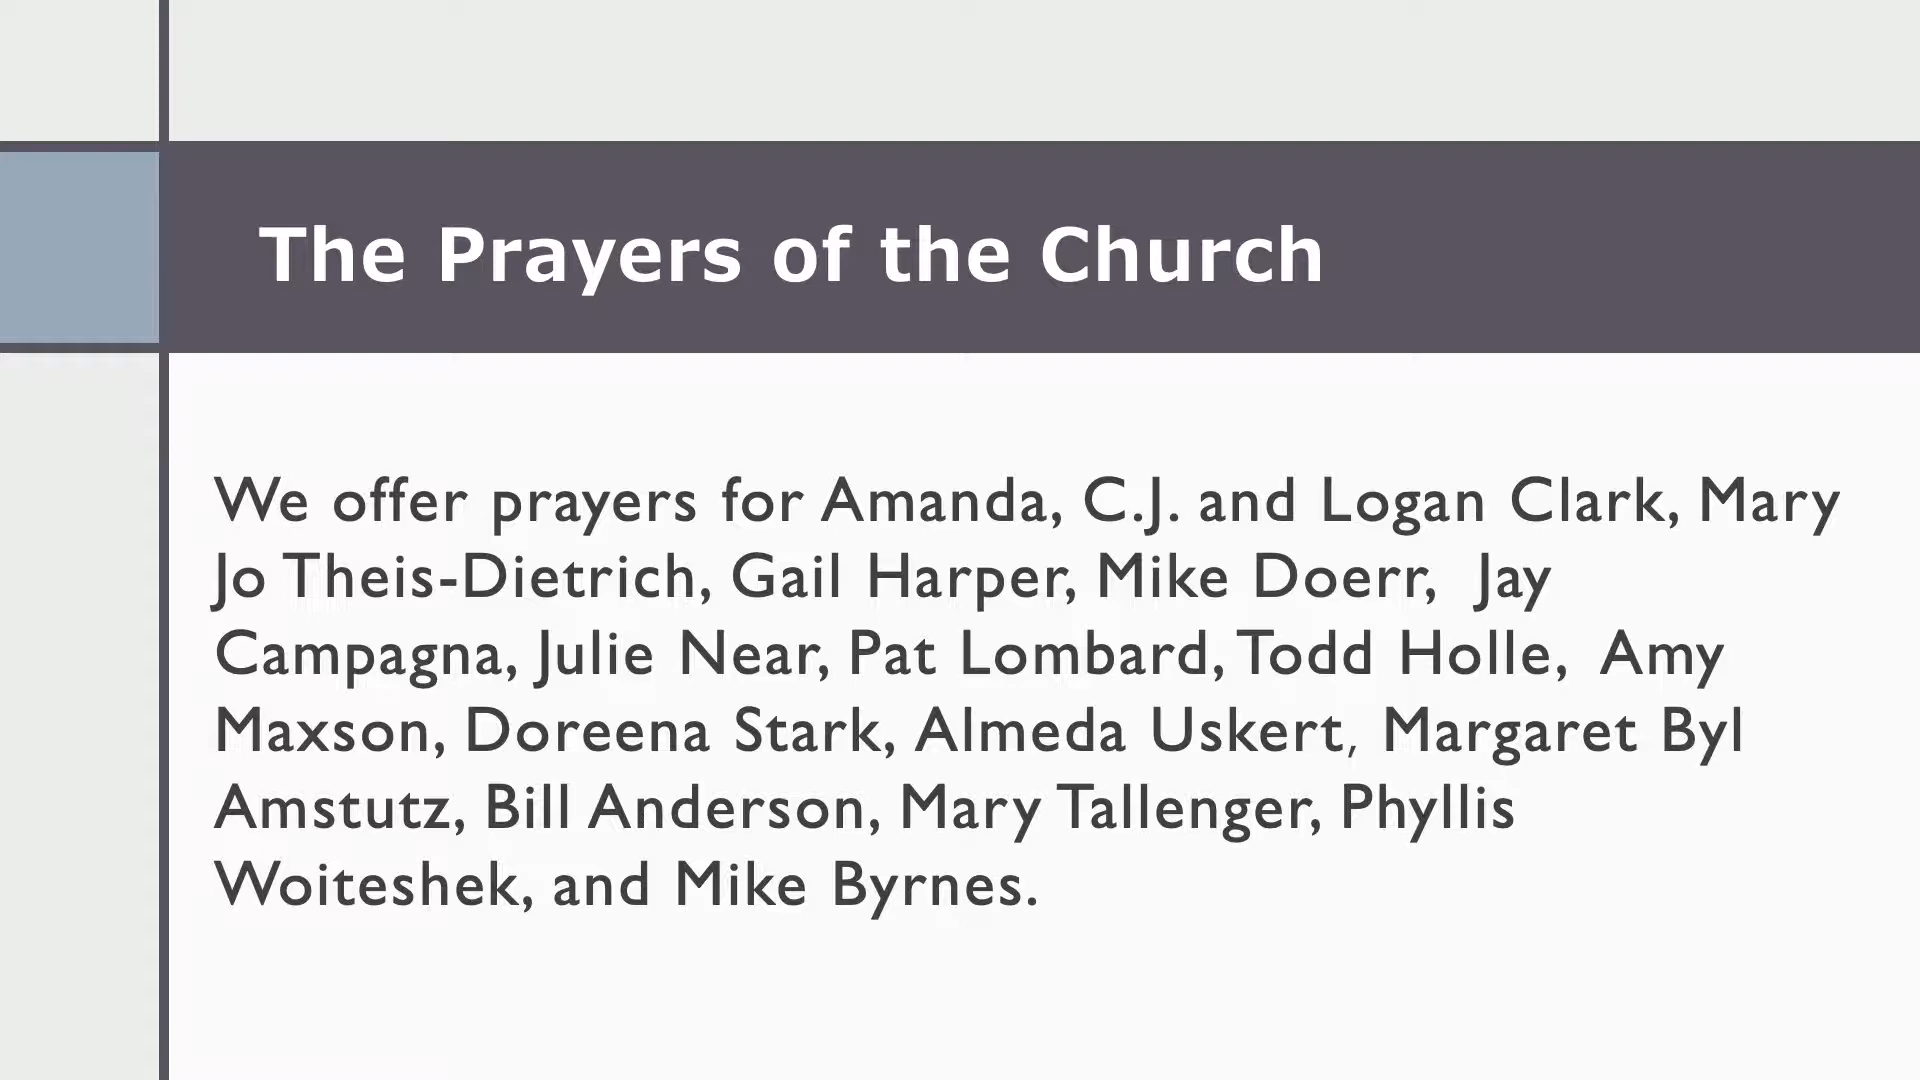 The Prayers of the Church
We offer prayers for Amanda, C.J. and Logan Clark, Mary
Jo Theis-Dietrich, Gail Harper, Mike Doerr,  Jay
Campagna, Julie Near, Pat Lombard, Todd Holle,  Amy
Maxson, Doreena Stark, Almeda Uskert, Margaret Byl
Amstutz, Bill Anderson, Mary Tallenger, Phyllis
Woiteshek, and Mike Byrnes.